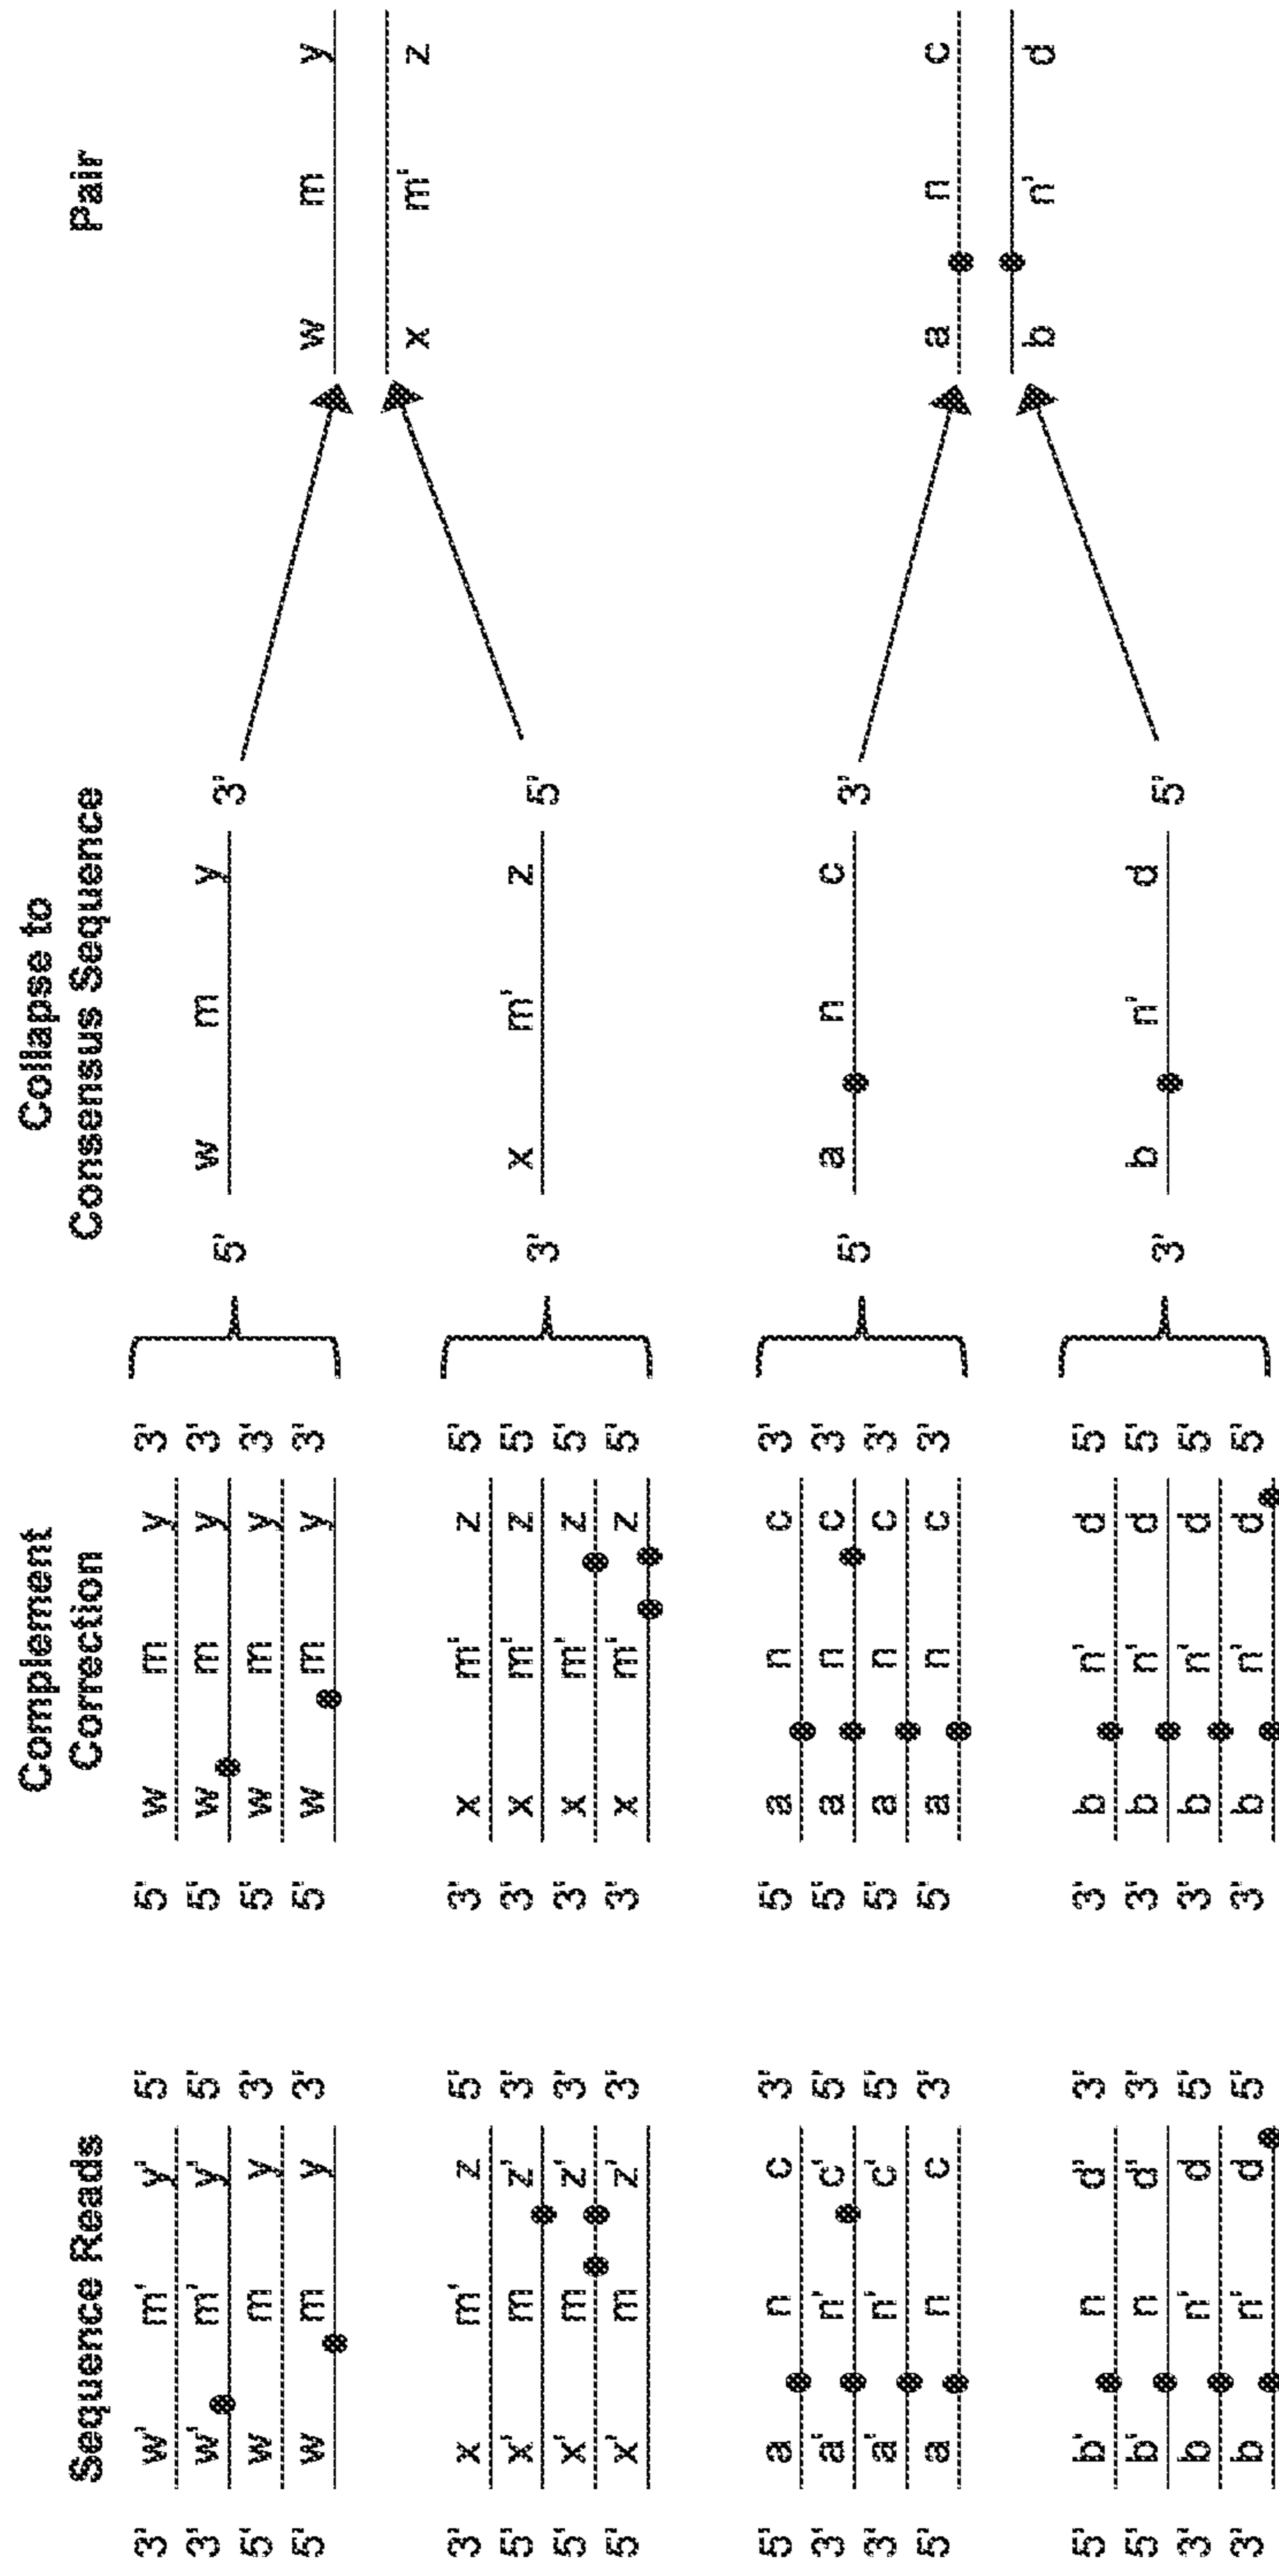 Sequence Reads
Complement
Correction
Collapse to
Consensus Sequence
Pair
3' w' m' y' 5'
3' w' m' y' 5'
5' w m y 3'
5' w m y 3'
3' x m' z 5'
5' x' m z' 3'
5' x' m z' 3'
5' x' m z' 3'
5' a n c 3'
3' a' n' c' 5'
3' a' n' c' 5'
5' a n c 3'
5' b' n d' 3'
5' b' n d' 3'
3' b n' d 5'
3' b n' d 5'
5' w m y 3'
5' w m y 3'
5' w m y 3'
5' w m y 3'
3' x m' z 5'
3' x m' z 5'
3' x m' z 5'
3' x m' z 5'
5' a n c 3'
5' a n c 3'
5' a n c 3'
5' a n c 3'
3' b n' d 5'
3' b n' d 5'
3' b n' d 5'
3' b n' d 5'
5' w m y 3'
3' x m' z 5'
5' a n c 3'
3' b n' d 5'
w m y
x m' z
a n c
b n' d